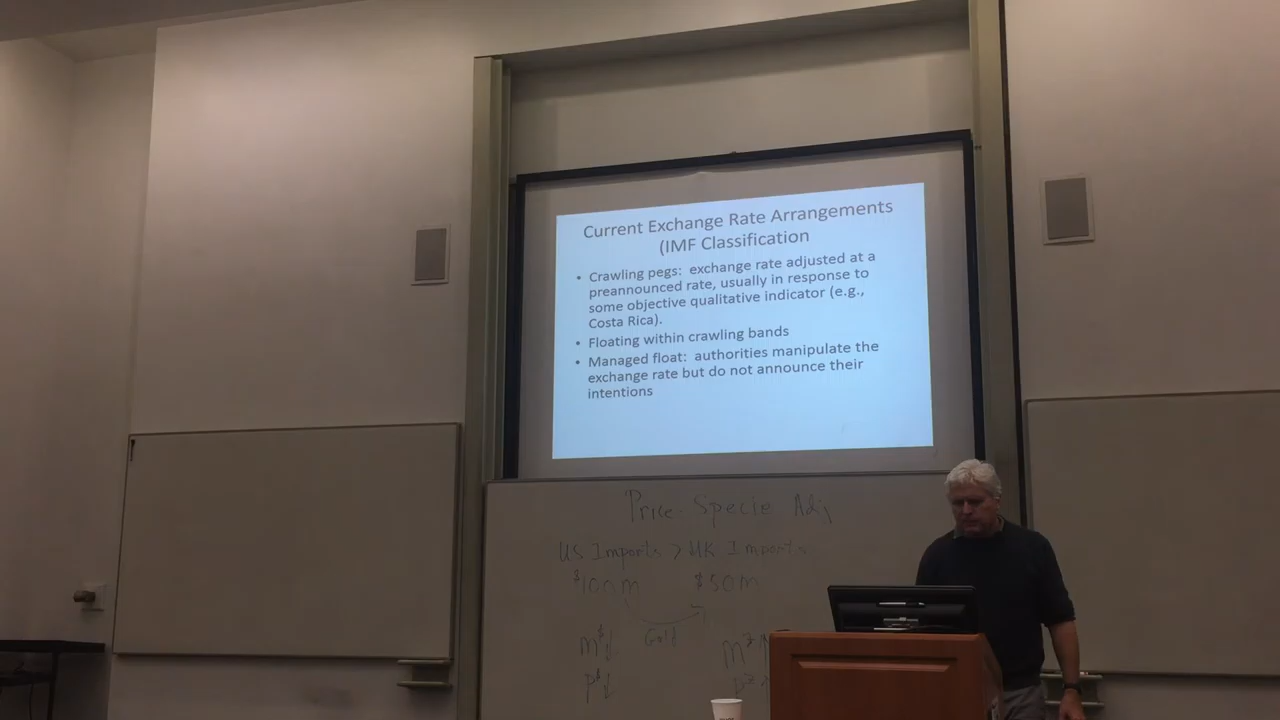 Current Exchange Rate Arrangements
(IMF Classification
• Crawling pegs: exchange rate adjusted at a
preannounced rate, usually in response to
some objective qualitative indicator (e.g.,
Costa Rica).
• Floating within crawling bands
• Managed float: authorities manipulate the
exchange rate but do not announce their
intentions
Price-Specie Adj
US Imports > UK Imports
$100m $50m
Gold
m$↓
P$↓